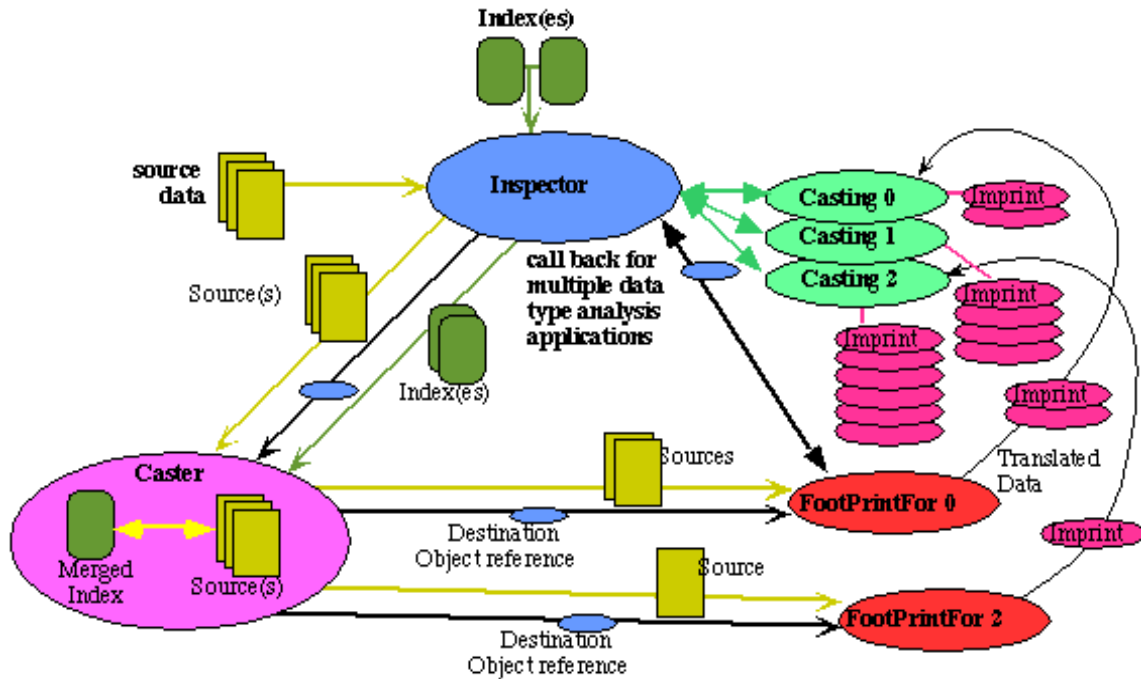 Index(es)
source
data
Inspector
Casting 0
Imprint
Casting 1
Casting 2
call back for
multiple data
type analysis
applications
Source(s)
Imprint
Imprint
Index(es)
Imprint
Caster
Sources
Translated
Data
FootPrintFor 0
Merged
Index
Source(s)
Destination
Object reference
Imprint
Source
FootPrintFor 2
Destination
Object reference